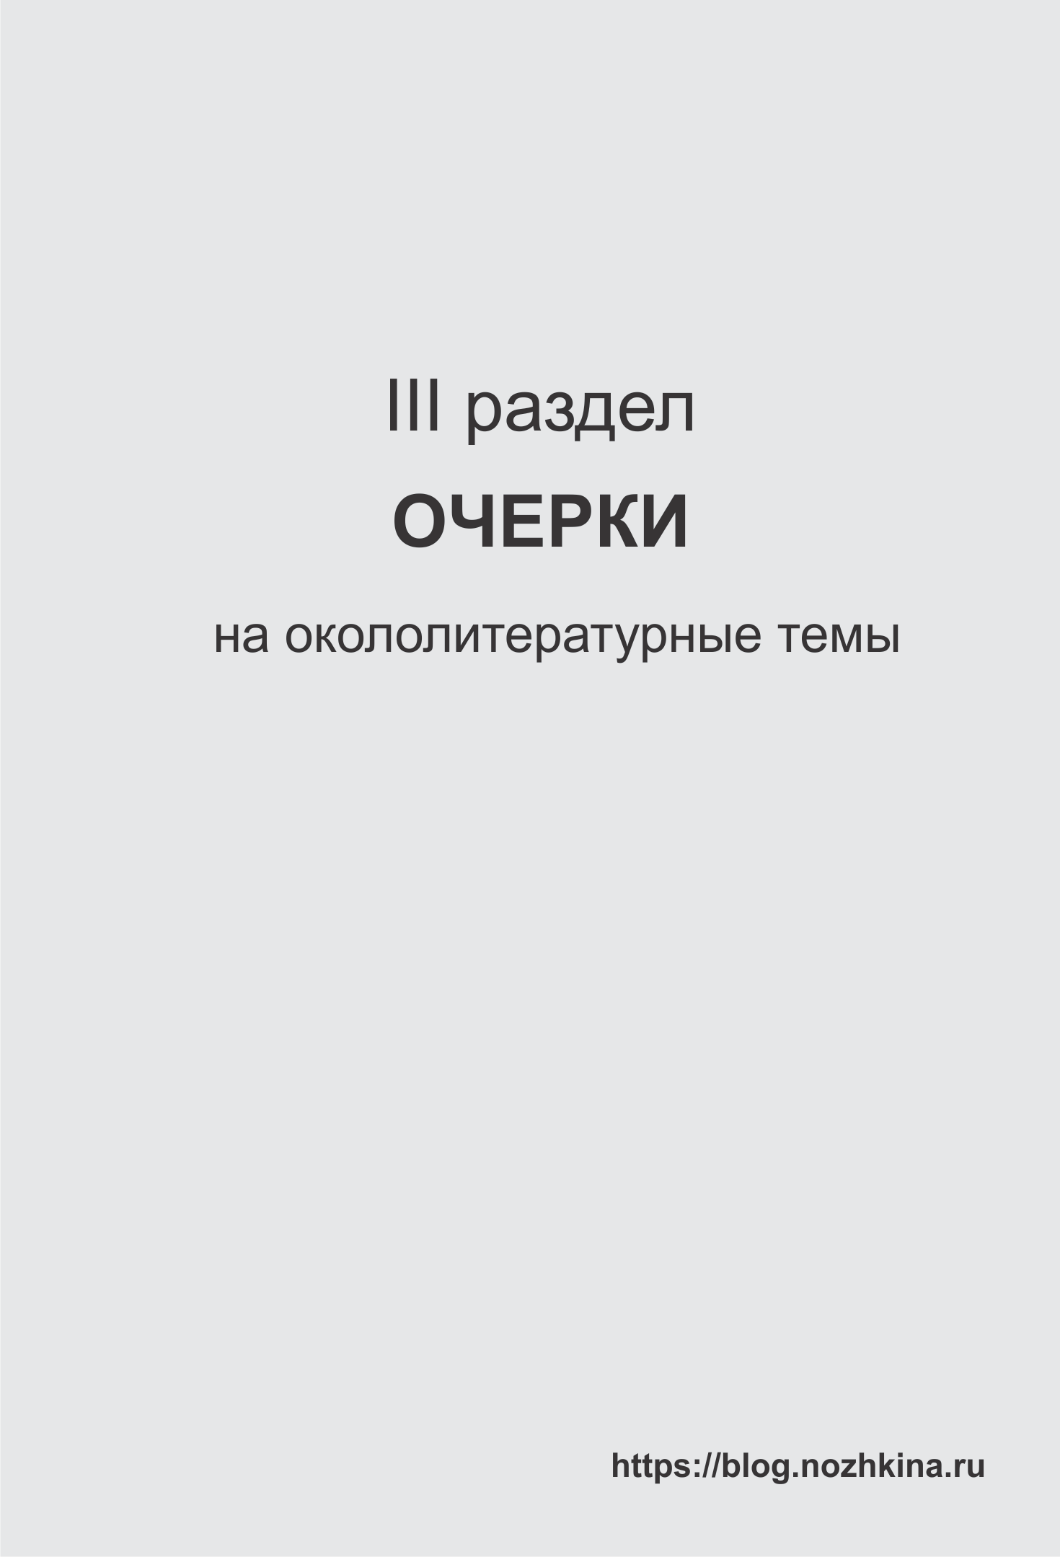 III раздел
ОЧЕРКИ
на окололитературные темы
https://blog.nozhkina.ru